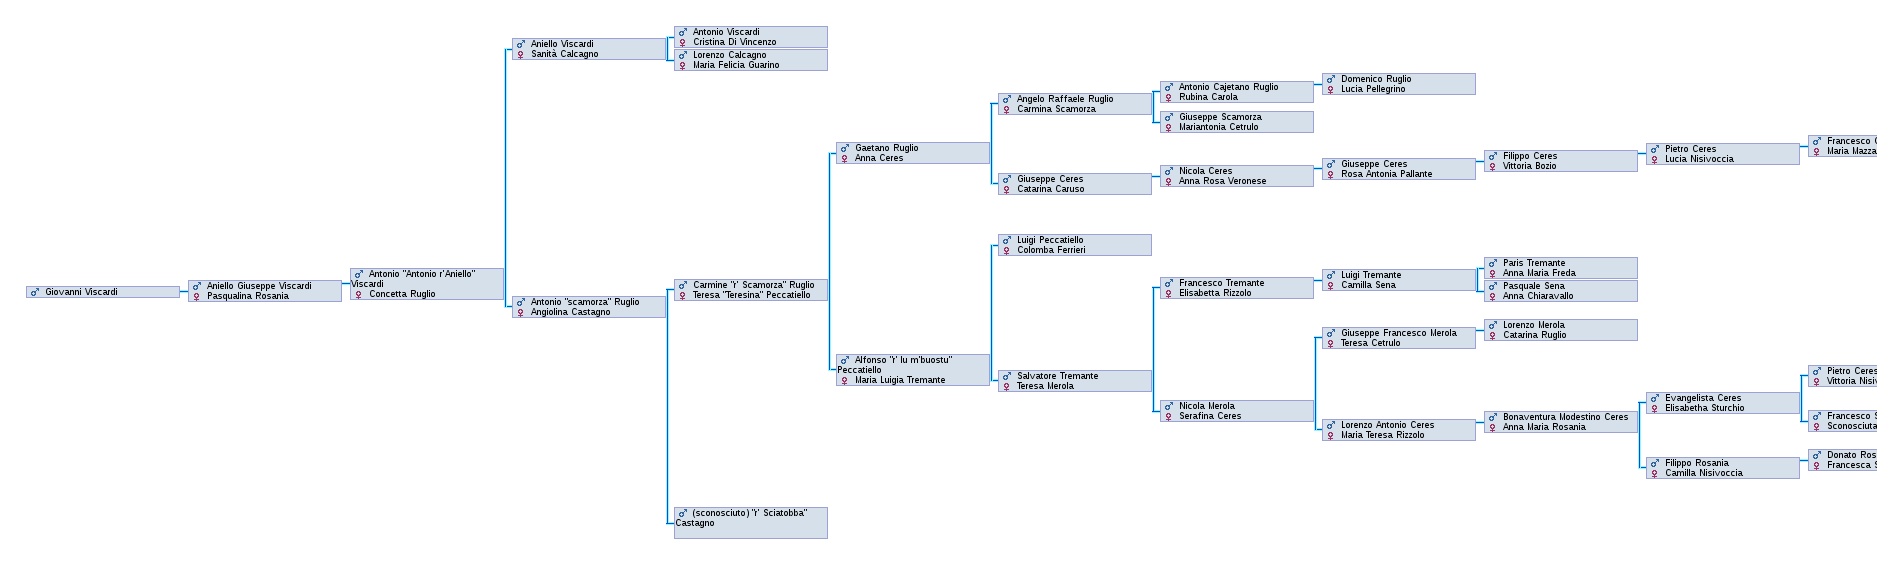 Giovanni Viscardi
Aniello Giuseppe Viscardi
Pasqualina Rosania
Antonio "Antonio r'Aniello"
Viscardi
Concetta Ruglio
Aniello Viscardi
Sanità Calcagno
Antonio "scamorza" Ruglio
Angiolina Castagno
Antonio Viscardi
Cristina Di Vincenzo
Lorenzo Calcagno
Maria Felicia Guarino
Carmine "r' Scamorza" Ruglio
Teresa "Teresina" Peccatiello
(sconosciuto) "r' Sciatobba"
Castagno
Gaetano Ruglio
Anna Ceres
Alfonso "r' lu m'buostu"
Peccatiello
Maria Luigia Tremante
Angelo Raffaele Ruglio
Carmina Scamorza
Giuseppe Ceres
Catarina Caruso
Luigi Peccatiello
Colomba Ferrieri
Salvatore Tremante
Teresa Merola
Antonio Cajetano Ruglio
Rubina Carola
Giuseppe Scamorza
Mariantonia Cetrulo
Nicola Ceres
Anna Rosa Veronese
Francesco Tremante
Elisabetta Rizzolo
Nicola Merola
Serafina Ceres
Domenico Ruglio
Lucia Pellegrino
Giuseppe Ceres
Rosa Antonia Pallante
Luigi Tremante
Camilla Sena
Giuseppe Francesco Merola
Teresa Cetrulo
Lorenzo Antonio Ceres
Maria Teresa Rizzolo
Filippo Ceres
Vittoria Bozio
Paris Tremante
Anna Maria Freda
Pasquale Sena
Anna Chiaravallo
Lorenzo Merola
Catarina Ruglio
Bonaventura Modestino Ceres
Anna Maria Rosania
Pietro Ceres
Lucia Nisivoccia
Evangelista Ceres
Elisabetha Sturchio
Filippo Rosania
Camilla Nisivoccia
Francesco
Maria Mazza
Pietro Ceres
Vittoria Nisiv
Francesco S
Sconosciuta
Donato Ros
Francesca S